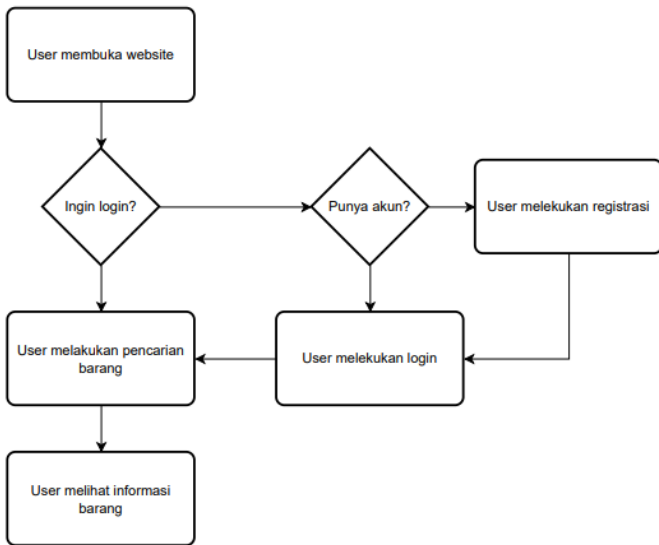 User membuka website
Ingin login?
Punya akun?
User melekukan registrasi
User melakukan pencarian
barang
User melekukan login
User melihat informasi
barang